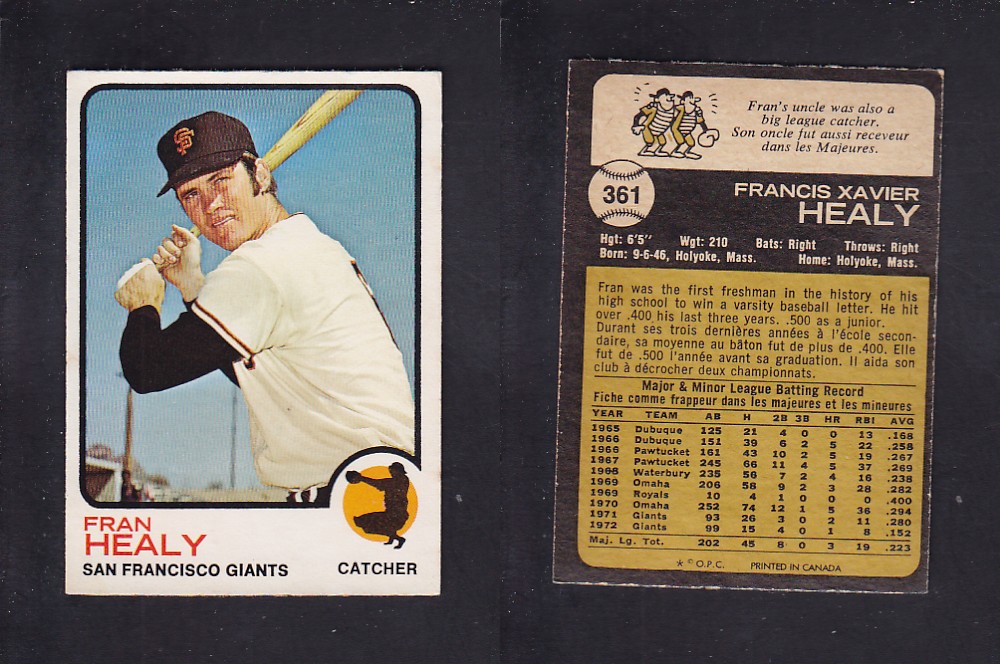 SF
FRAN
HEALY
SAN FRANCISCO GIANTS
CATCHER
Fran's uncle was also a
big league catcher.
Son oncle fut aussi receveur
dans les Majeures.
361
FRANCIS XAVIER
HEALY
Hgt: 6'5" Wgt: 210 Bats: Right Throws: Right
Born: 9-6-46, Holyoke, Mass. Home: Holyoke, Mass.
Fran was the first freshman in the history of his
high school to win a varsity baseball letter. He hit
over .400 his last three years. .500 as a junior.
Durant ses trois dernières années à l'école secon-
daire, sa moyenne au bâton fut de plus de .400. Elle
fut de .500 l'année avant sa graduation. Il aida son
club à décrocher deux championnats.
Major & Minor League Batting Record
Fiche comme frappeur dans les majeures et les mineures
YEAR TEAM AB H 2B 3B HR RBI AVG
1965 Dubuque 125 21 4 0 0 13 .168
1966 Dubuque 151 39 6 2 5 22 .258
1966 Pawtucket 161 43 10 2 5 19 .267
1967 Pawtucket 245 66 11 4 5 37 .269
1968 Waterbury 235 56 7 2 4 16 .238
1969 Omaha 206 58 9 2 3 28 .282
1969 Royals 10 4 1 0 0 0 .400
1970 Omaha 252 74 12 1 5 36 .294
1971 Giants 93 26 3 0 2 11 .280
1972 Giants 99 15 4 0 1 8 .152
Maj. Lg. Tot. 202 45 8 0 3 19 .223
* © O.P.C. PRINTED IN CANADA